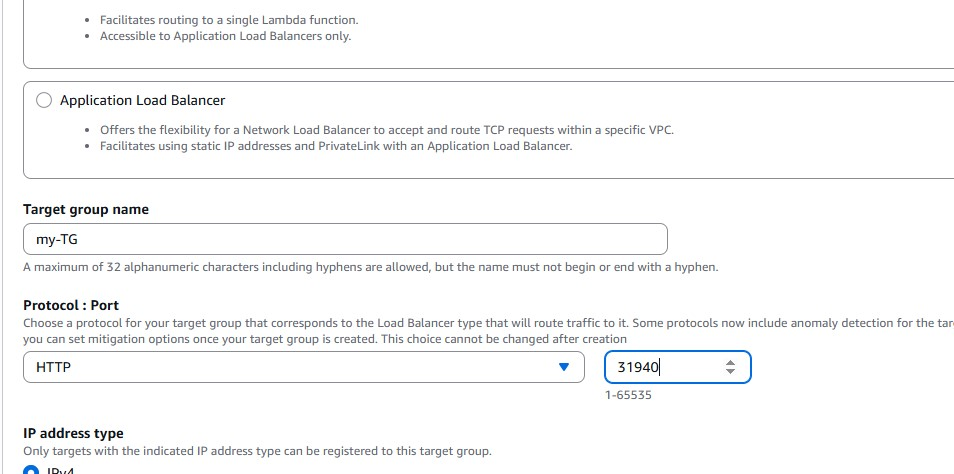 Facilitates routing to a single Lambda function.
Accessible to Application Load Balancers only.
Application Load Balancer
Offers the flexibility for a Network Load Balancer to accept and route TCP requests within a specific VPC.
Facilitates using static IP addresses and PrivateLink with an Application Load Balancer.
Target group name
my-TG
A maximum of 32 alphanumeric characters including hyphens are allowed, but the name must not begin or end with a hyphen.
Protocol : Port
Choose a protocol for your target group that corresponds to the Load Balancer type that will route traffic to it. Some protocols now include anomaly detection for the tar
you can set mitigation options once your target group is created. This choice cannot be changed after creation
HTTP
31940
1-65535
IP address type
Only targets with the indicated IP address type can be registered to this target group.
IPv4